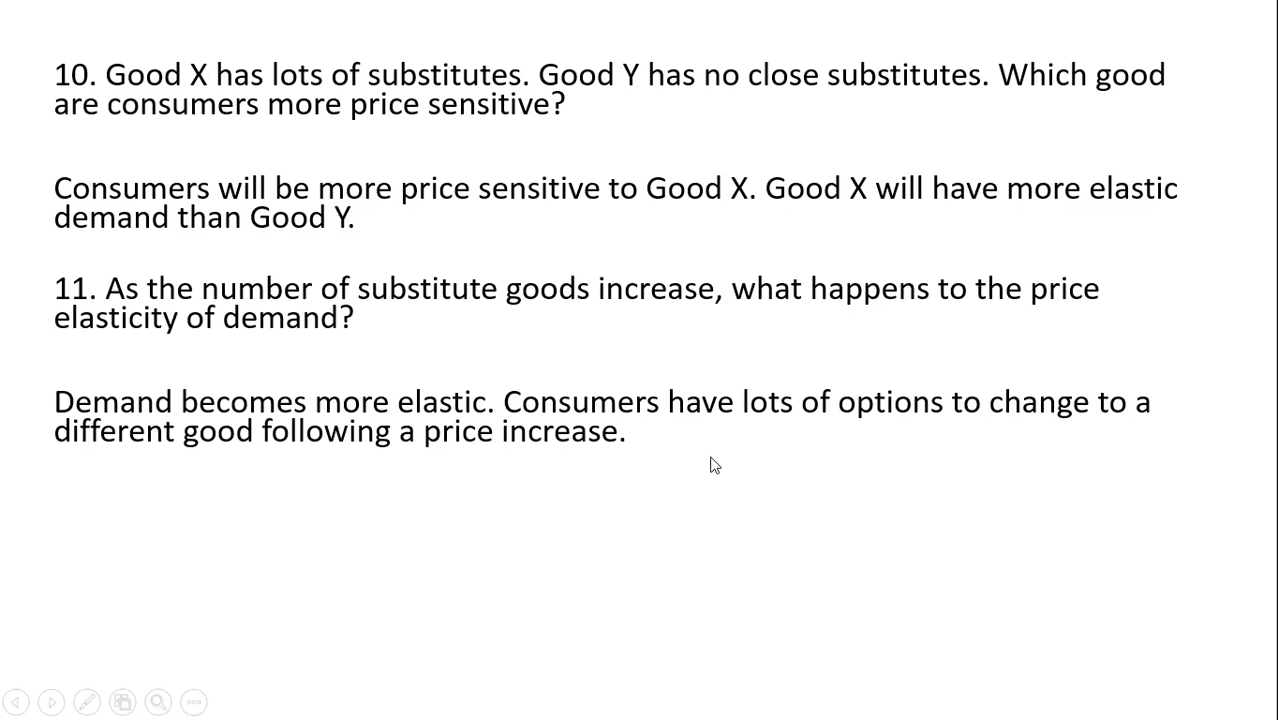 10. Good X has lots of substitutes. Good Y has no close substitutes. Which good
are consumers more price sensitive?
Consumers will be more price sensitive to Good X. Good X will have more elastic
demand than Good Y.
11. As the number of substitute goods increase, what happens to the price
elasticity of demand?
Demand becomes more elastic. Consumers have lots of options to change to a
different good following a price increase.